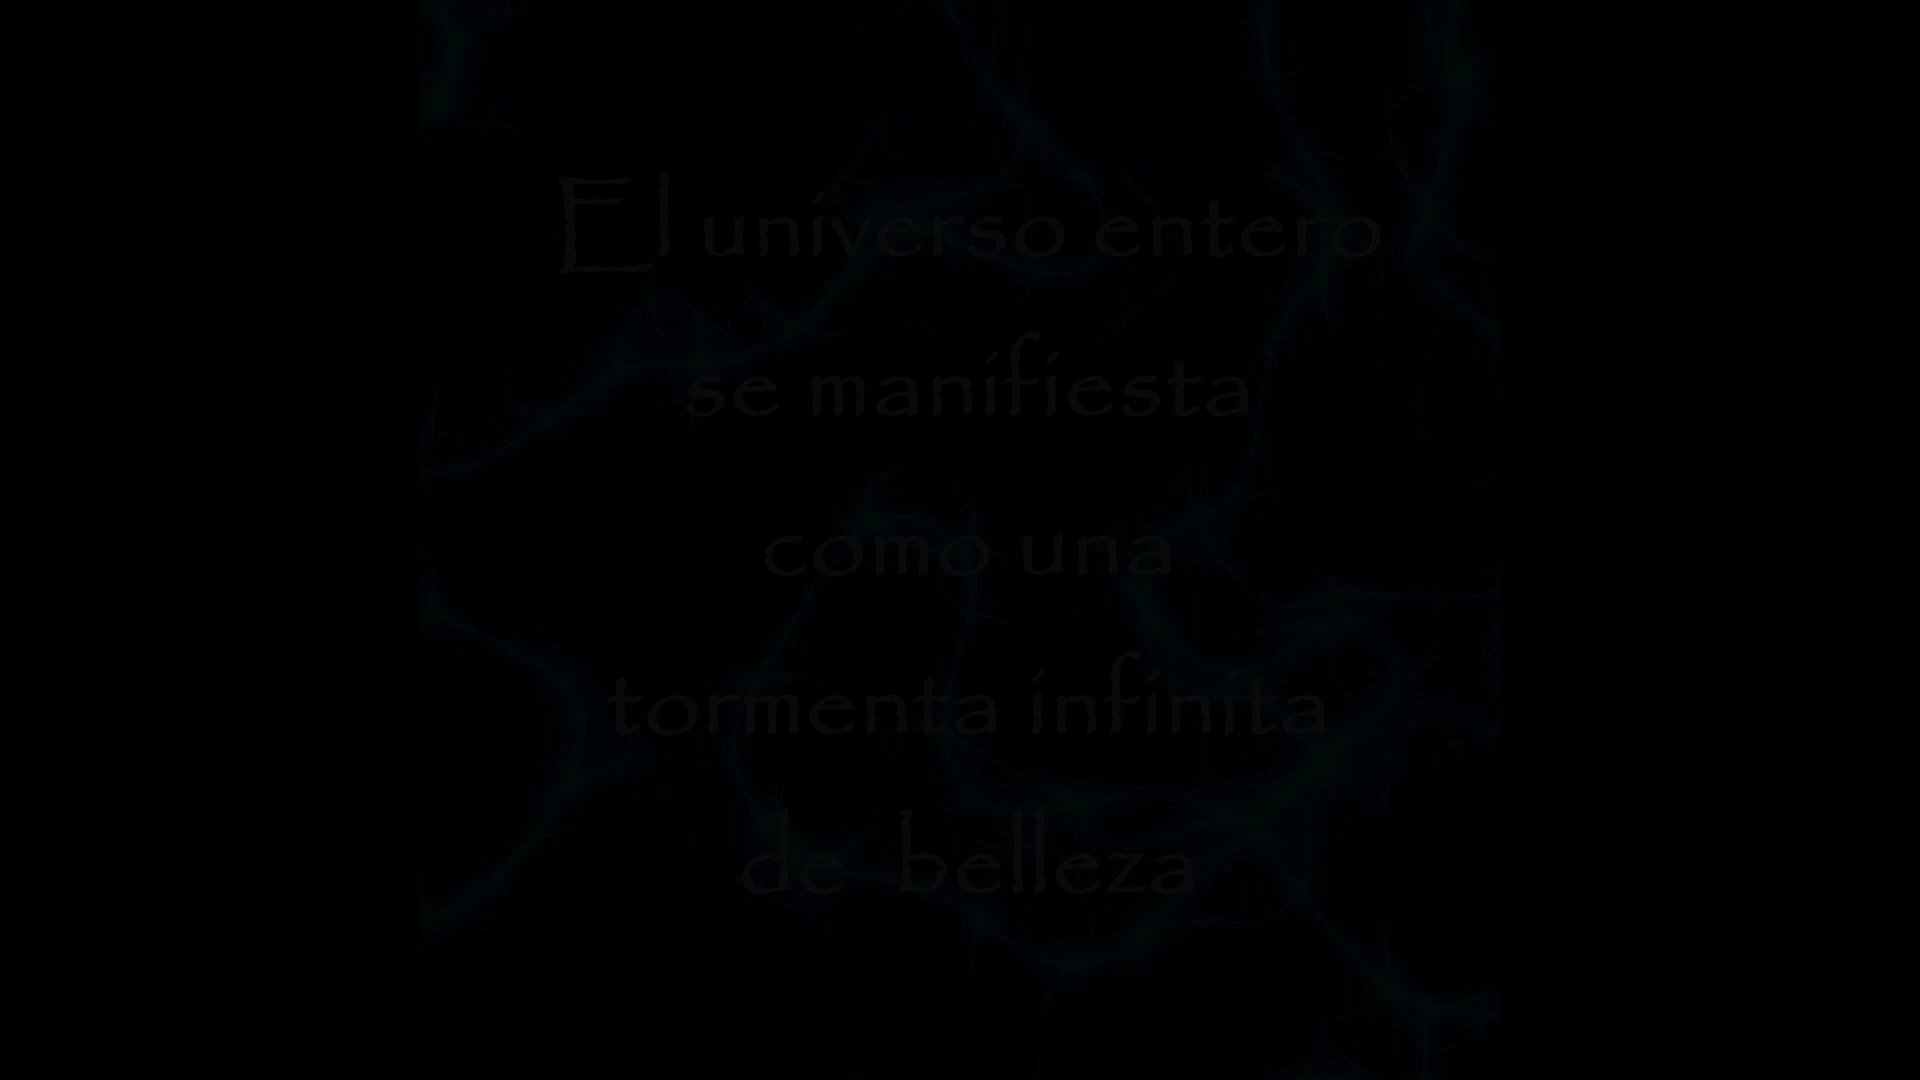 El universo entero
se manifiesta
como una
tormenta infinita
de belleza